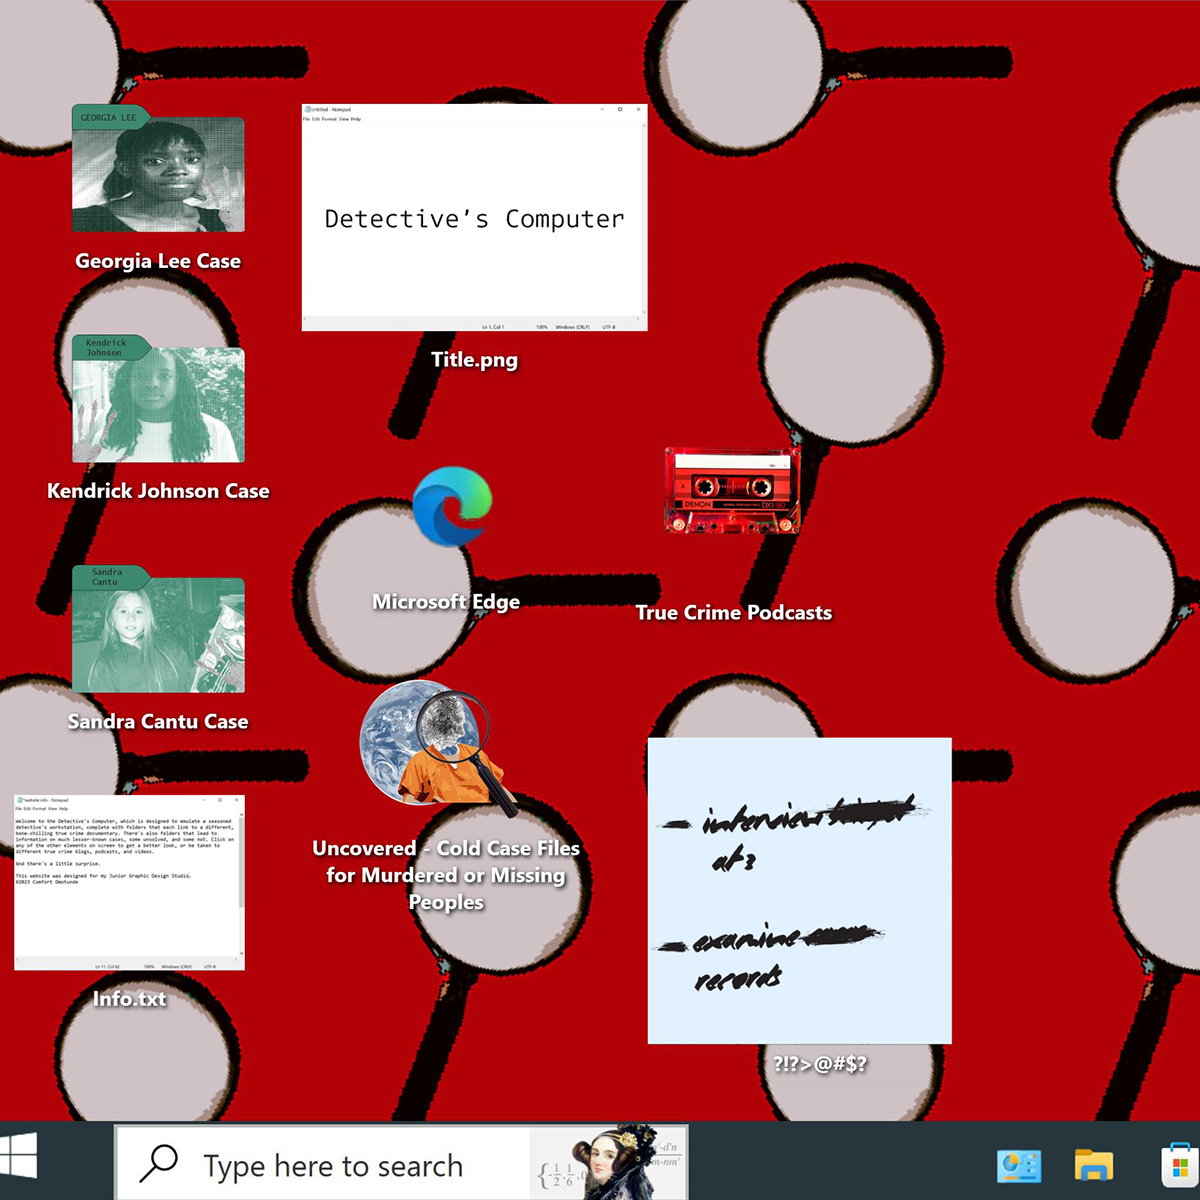 GEORGIA LEE
Georgia Lee Case
Untitled - Notepad
File Edit Format View Help
Detective's Computer
Ln 1, Col 1 100% Windows (CRLF) UTF-8
Title.png
Kendrick
Johnson
Kendrick Johnson Case
Microsoft Edge
A
DENON
True Crime Podcasts
Sandra
Cantu
Sandra Cantu Case
Uncovered - Cold Case Files
for Murdered or Missing
Peoples
*website info - Notepad
File Edit Format View Help
Welcome to the Detective's Computer, which is designed to emulate a seasoned
detective's workstation, complete with folders that each link to a different,
bone-chilling true crime documentary. There's also folders that lead to
information on much lesser-known cases, some unsolved, and some not. Click on
any of the other elements on screen to get a better look, or be taken to
different true crime blogs, podcasts, and videos.
And there's a little surprise.
This website was designed for my Junior Graphic Design Studio.
©2023 Comfort Omotunde
Ln 11, Col 62 100% Windows (CRLF) UTF-8
Info.txt
- interview
at 3
- examine
records
?!?>@#$?
Type here to search